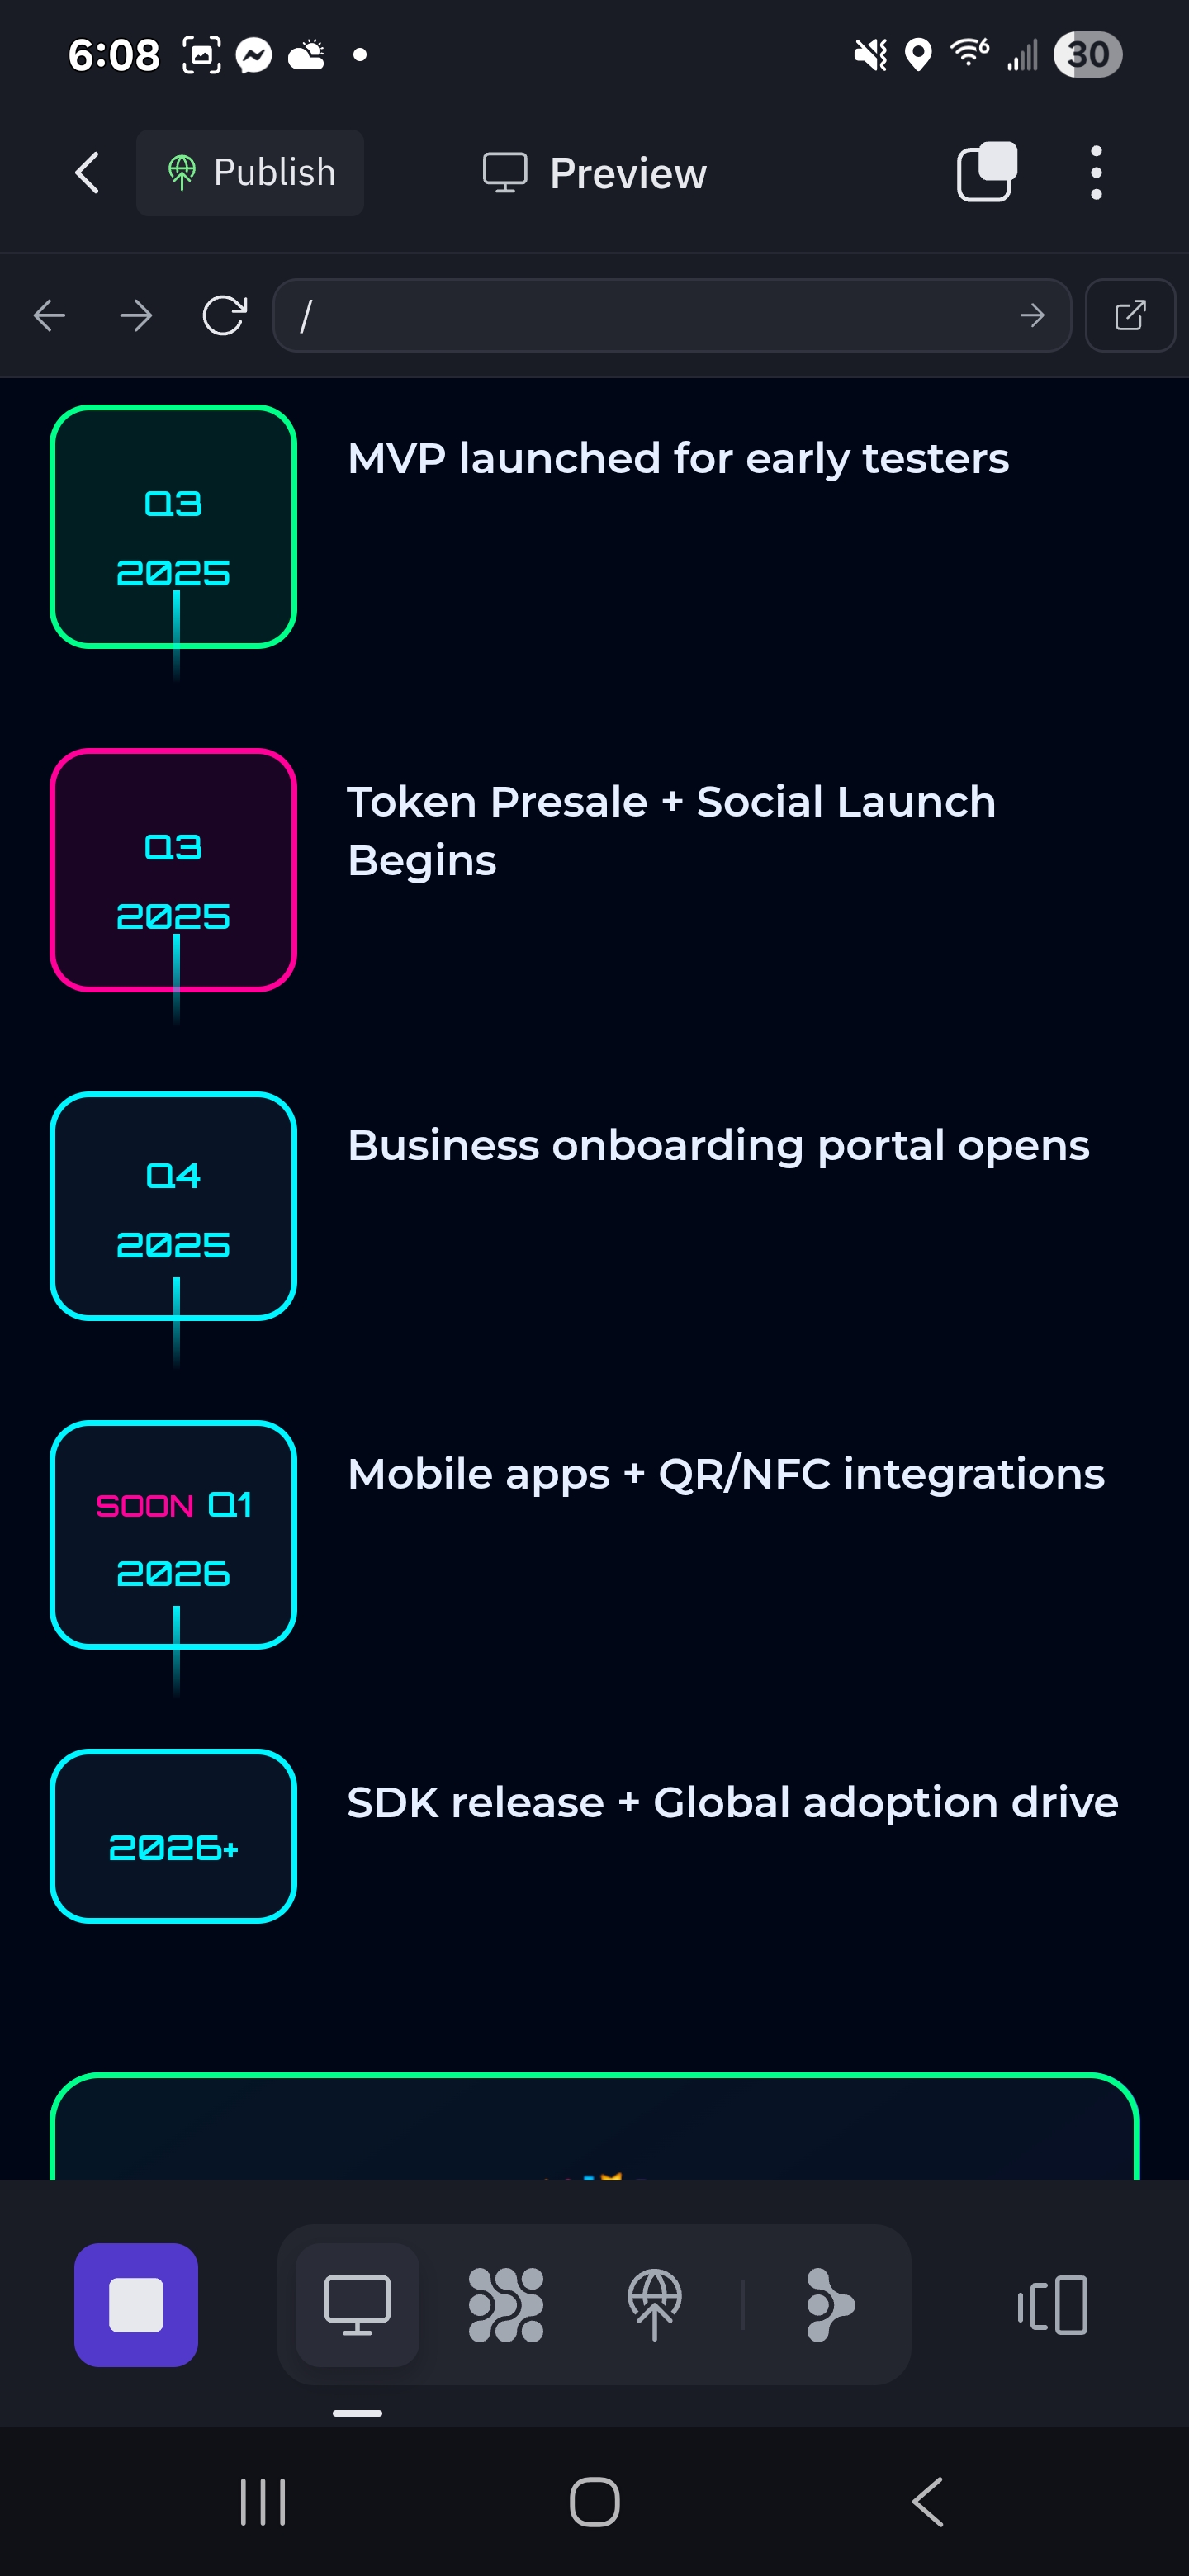 6:08
6
30
Publish
Preview
/
Q3
2025
MVP launched for early testers
Q3
2025
Token Presale + Social Launch
Begins
Q4
2025
Business onboarding portal opens
SOON Q1
2026
Mobile apps + QR/NFC integrations
2026+
SDK release + Global adoption drive